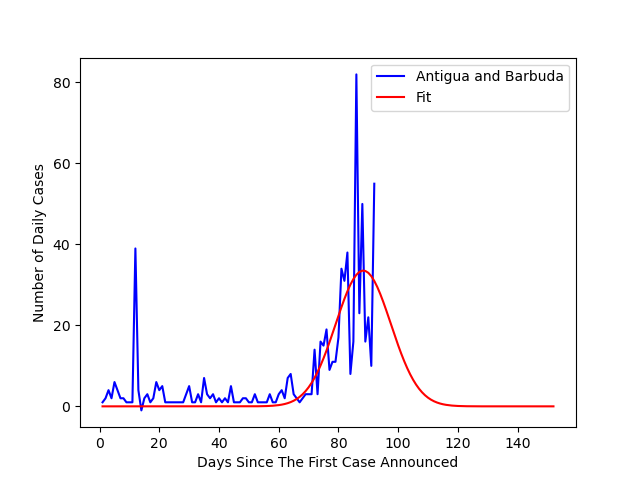 Antigua and Barbuda
Fit
80
60
40
20
0
Number of Daily Cases
0 20 40 60 80 100 120 140
Days Since The First Case Announced